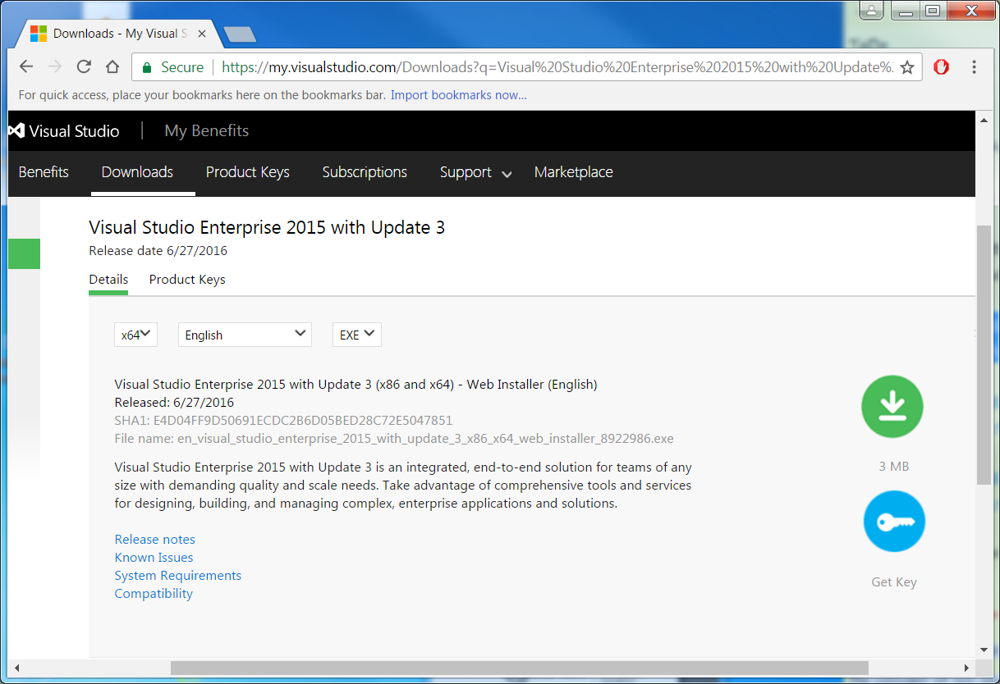 Downloads - My Visual S
Secure
https://my.visualstudio.com/Downloads?q=Visual%20Studio%20Enterprise%202015%20with%20Update%
For quick access, place your bookmarks here on the bookmarks bar. Import bookmarks now...
Visual Studio | My Benefits
Benefits Downloads Product Keys Subscriptions Support Marketplace
Visual Studio Enterprise 2015 with Update 3
Release date 6/27/2016
Details Product Keys
x64 English EXE
Visual Studio Enterprise 2015 with Update 3 (x86 and x64) - Web Installer (English)
Released: 6/27/2016
SHA1: E4D04FF9D50691ECDC2B6D05BED28C72E5047851
File name: en_visual_studio_enterprise_2015_with_update_3_x86_x64_web_installer_8922986.exe
3 MB
Visual Studio Enterprise 2015 with Update 3 is an integrated, end-to-end solution for teams of any
size with demanding quality and scale needs. Take advantage of comprehensive tools and services
for designing, building, and managing complex, enterprise applications and solutions.
Release notes
Known Issues
System Requirements
Compatibility
Get Key